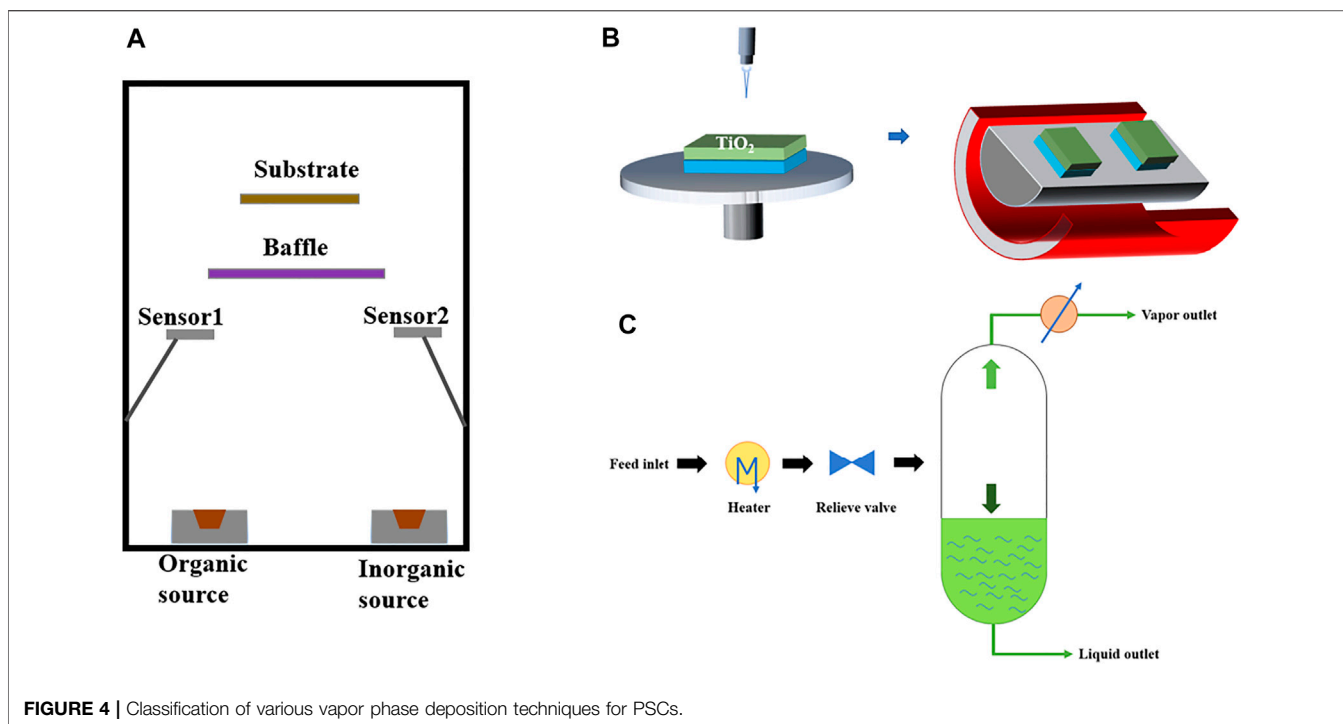 A
Substrate
Baffle
Sensor1
Sensor2
Organic
source
Inorganic
source
B
TiO₂
C
Vapor outlet
Feed inlet
Heater
Relieve valve
Liquid outlet
FIGURE 4 | Classification of various vapor phase deposition techniques for PSCs.